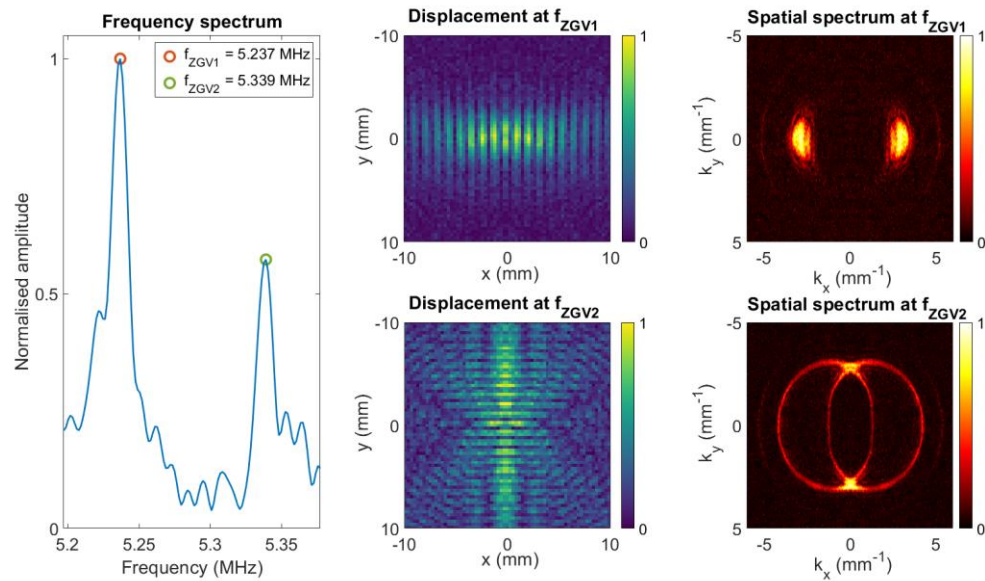 Frequency spectrum
f_ZGV1 = 5.237 MHz
f_ZGV2 = 5.339 MHz
1
0.5
0
Normalised amplitude
5.2 5.25 5.3 5.35
Frequency (MHz)
Displacement at f_ZGV1
-10
0
10
y (mm)
-10 0 10
x (mm)
1
0
Spatial spectrum at f_ZGV1
-5
0
5
k_y (mm⁻¹)
-5 0 5
k_x (mm⁻¹)
1
0
Displacement at f_ZGV2
-10
0
10
y (mm)
-10 0 10
x (mm)
1
0
Spatial spectrum at f_ZGV2
-5
0
5
k_y (mm⁻¹)
-5 0 5
k_x (mm⁻¹)
1
0